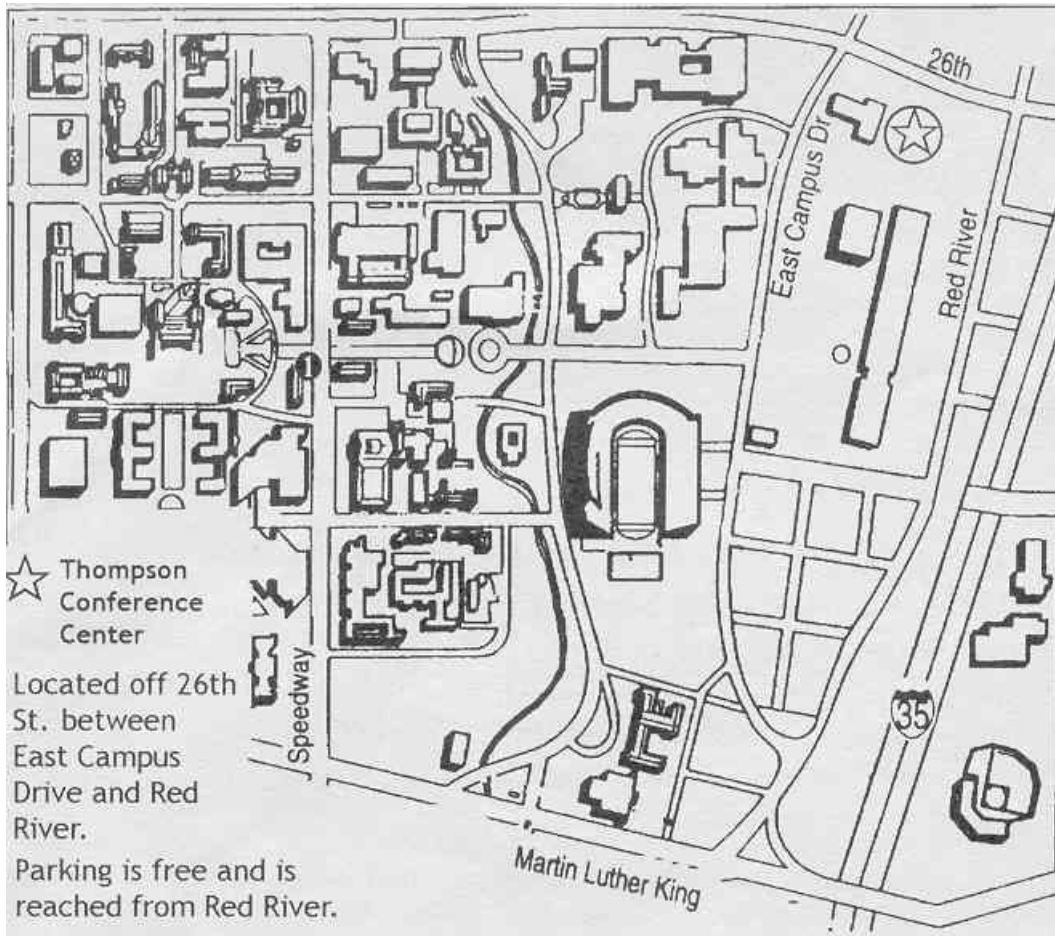 26th
East Campus Dr
Red River
Thompson
Conference
Center
Located off 26th
St. between
East Campus
Drive and Red
River.
Parking is free and is
reached from Red River.
Speedway
35
Martin Luther King